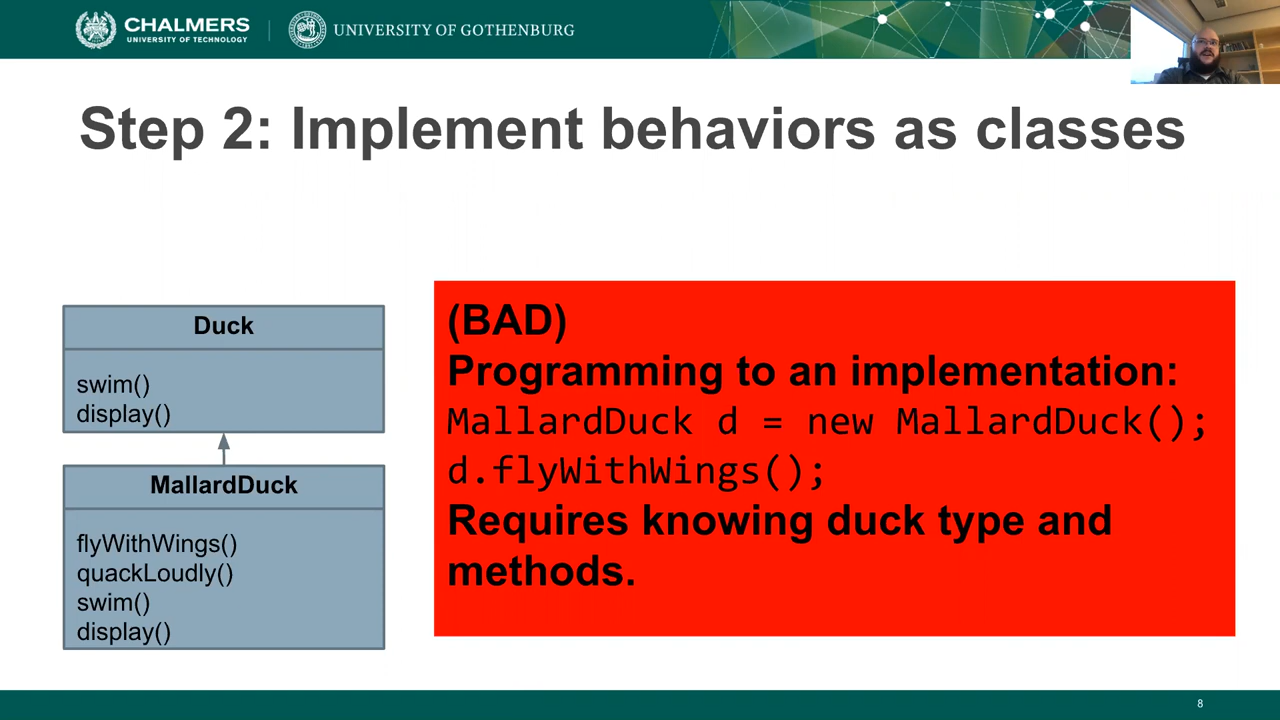 CHALMERS
UNIVERSITY OF TECHNOLOGY
UNIVERSITY OF GOTHENBURG
Step 2: Implement behaviors as classes
Duck
swim()
display()
MallardDuck
flyWithWings()
quackLoudly()
swim()
display()
(BAD)
Programming to an implementation:
MallardDuck d = new MallardDuck();
d.flyWithWings();
Requires knowing duck type and
methods.
8